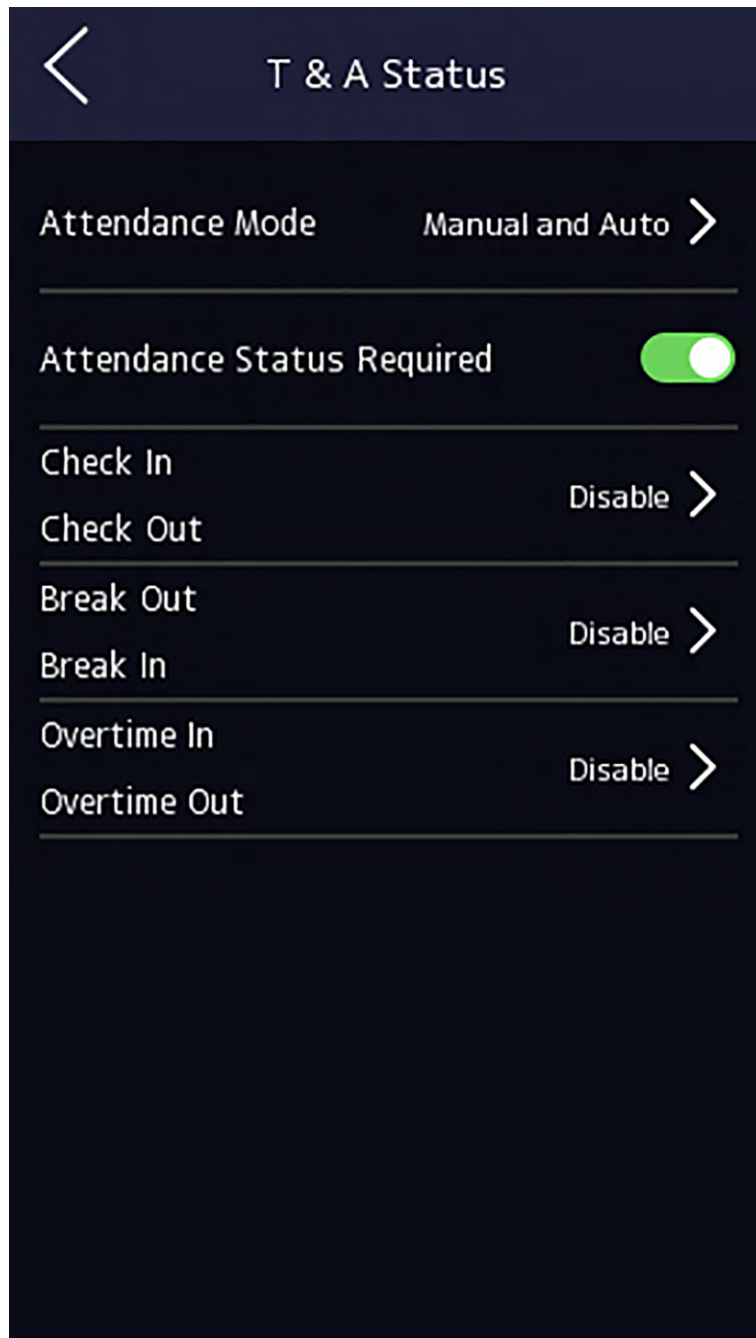 T & A Status
Attendance Mode Manual and Auto
Attendance Status Required
Check In
Disable
Check Out
Break Out
Disable
Break In
Overtime In
Disable
Overtime Out